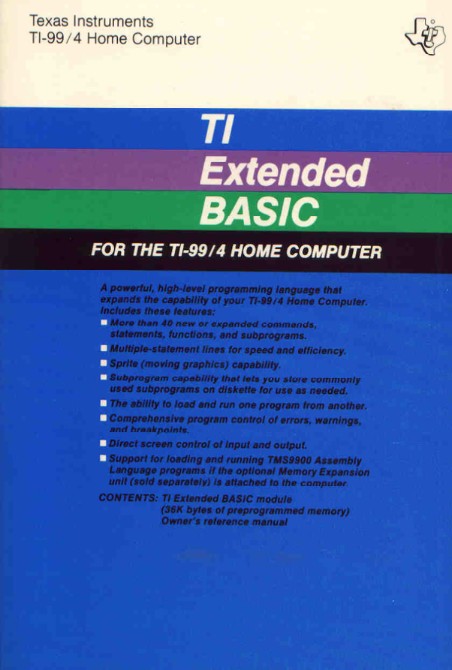 Texas Instruments
TI-99/4 Home Computer
TI
Extended
BASIC
FOR THE TI-99/4 HOME COMPUTER
A powerful, high-level programming language that
expands the capability of your TI-99/4 Home Computer.
Includes these features:
More than 40 new or expanded commands,
statements, functions, and subprograms.
Multiple-statement lines for speed and efficiency.
Sprite (moving graphics) capability.
Subprogram capability that lets you store commonly
used subprograms on diskette for use as needed.
The ability to load and run one program from another.
Comprehensive program control of errors, warnings,
and breakpoints.
Direct screen control of input and output.
Support for loading and running TMS9900 Assembly
Language programs if the optional Memory Expansion
unit (sold separately) is attached to the computer
CONTENTS: TI Extended BASIC module
(36K bytes of preprogrammed memory)
Owner's reference manual